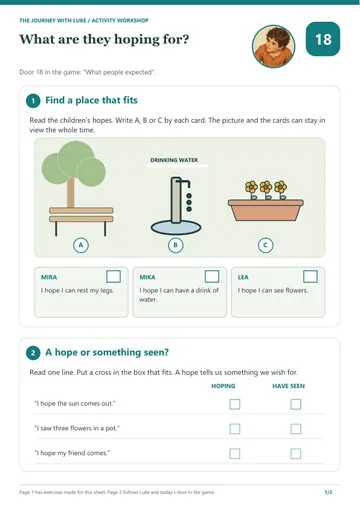 THE JOURNEY WITH LUKE / ACTIVITY WORKSHOP
What are they hoping for?
18
Door 18 in the game: "What people expected".
1 Find a place that fits
Read the children's hopes. Write A, B or C by each card. The picture and the cards can stay in
view the whole time.
DRINKING WATER
A
B
C
MIRA
I hope I can rest my legs.
MIKA
I hope I can have a drink of
water.
LEA
I hope I can see flowers.
2 A hope or something seen?
Read one line. Put a cross in the box that fits. A hope tells us something we wish for.
HOPING HAVE SEEN
"I hope the sun comes out."
"I saw three flowers in a pot."
"I hope my friend comes."
Page 1 has exercises made for this sheet. Page 2 follows Luke and today's door in the game.
1/2